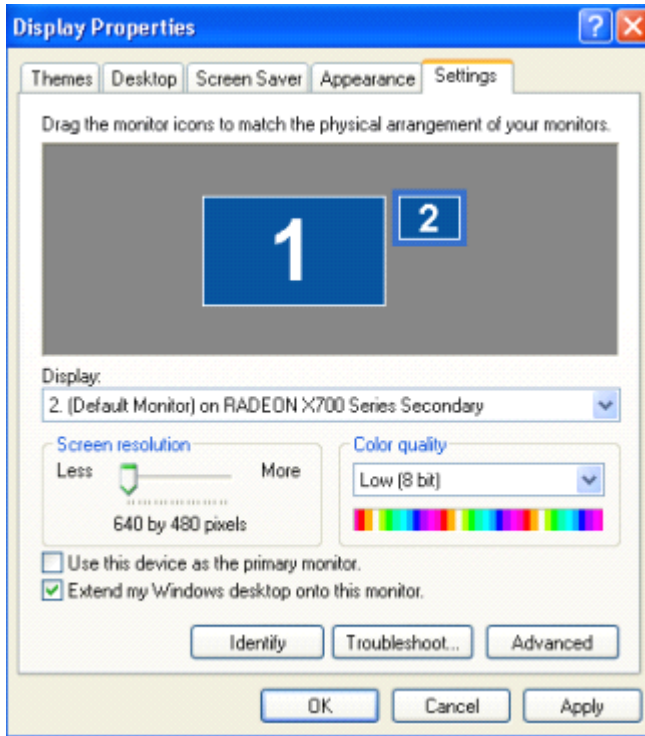 Display Properties
Themes Desktop Screen Saver Appearance Settings
Drag the monitor icons to match the physical arrangement of your monitors.
1 2
Display:
2. (Default Monitor) on RADEON X700 Series Secondary
Screen resolution
Less More
640 by 480 pixels
Color quality
Low (8 bit)
Use this device as the primary monitor.
Extend my Windows desktop onto this monitor.
Identify Troubleshoot... Advanced
OK Cancel Apply